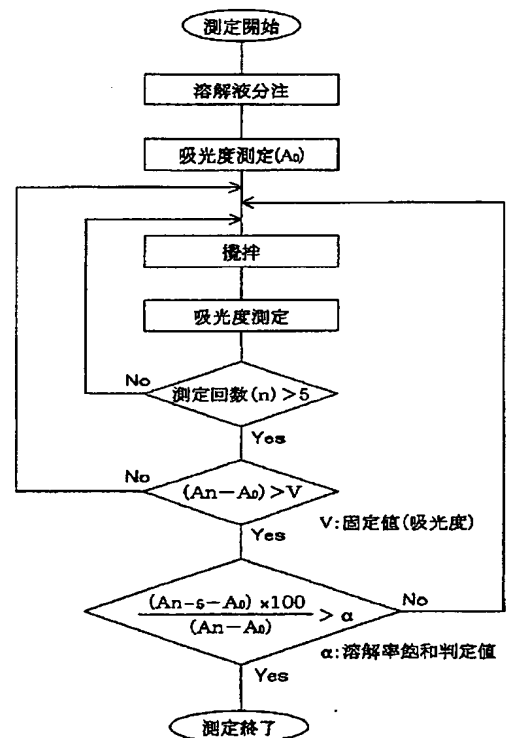 測定開始
溶解液分注
吸光度測定(A₀)
攪拌
吸光度測定
No
測定回数(n)>5
Yes
No
(An-A₀)>V
V:固定値(吸光度)
Yes
(An-5-A₀)×100
(An-A₀)
> α
No
α:溶解率飽和判定値
Yes
測定終了